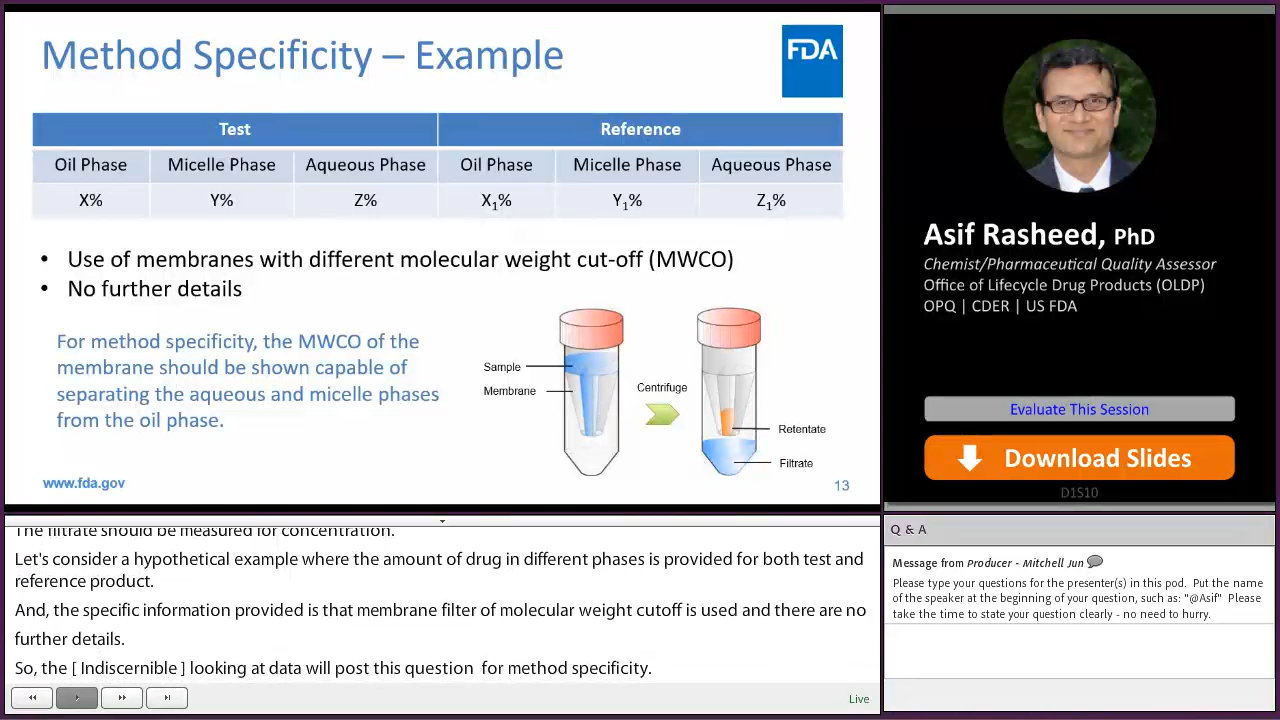 Method Specificity – Example
FDA
Test
Reference
Oil Phase
Micelle Phase
Aqueous Phase
Oil Phase
Micelle Phase
Aqueous Phase
X%
Y%
Z%
X₁%
Y₁%
Z₁%
• Use of membranes with different molecular weight cut-off (MWCO)
• No further details
For method specificity, the MWCO of the
membrane should be shown capable of
separating the aqueous and micelle phases
from the oil phase.
Sample
Membrane
Centrifuge
Retentate
Filtrate
www.fda.gov
13
The filtrate should be measured for concentration.
Let's consider a hypothetical example where the amount of drug in different phases is provided for both test and
reference product.
And, the specific information provided is that membrane filter of molecular weight cutoff is used and there are no
further details.
So, the [ Indiscernible ] looking at data will post this question for method specificity.
Live
Asif Rasheed, PhD
Chemist/Pharmaceutical Quality Assessor
Office of Lifecycle Drug Products (OLDP)
OPQ | CDER | US FDA
Evaluate This Session
Download Slides
D1S10
Q & A
Message from Producer - Mitchell Jun
Please type your questions for the presenter(s) in this pod. Put the name
of the speaker at the beginning of your question, such as: "@Asif" Please
take the time to state your question clearly - no need to hurry.